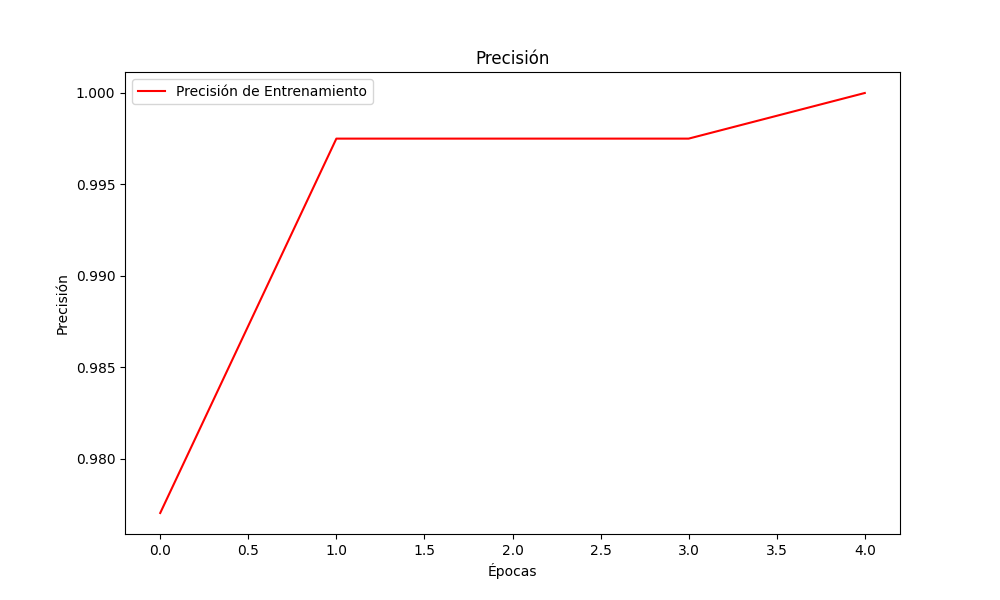 Precisión
Precisión de Entrenamiento
1.000
0.995
0.990
0.985
0.980
Precisión
0.0 0.5 1.0 1.5 2.0 2.5 3.0 3.5 4.0
Épocas